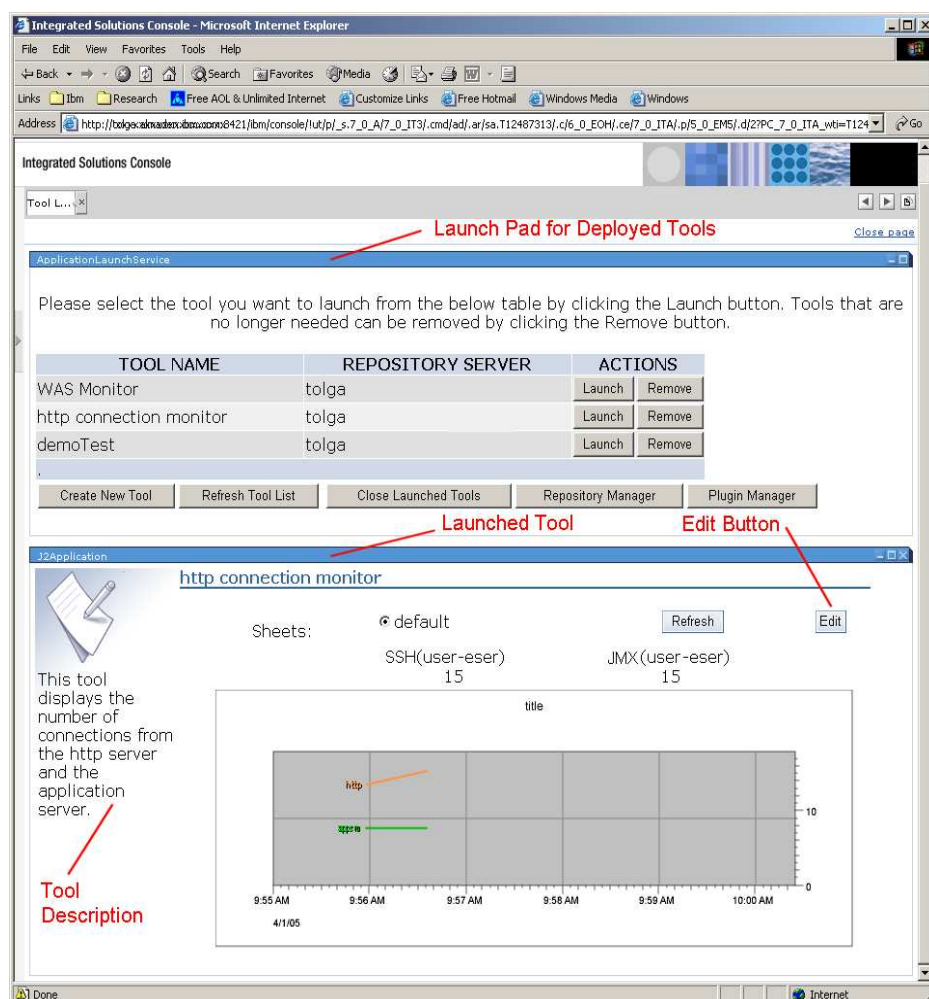 Integrated Solutions Console - Microsoft Internet Explorer
File Edit View Favorites Tools Help
Back Search Favorites Media
Links Ibm Research Free AOL & Unlimited Internet Customize Links Free Hotmail Windows Media Windows
Address Go
Integrated Solutions Console
Tool L...
Launch Pad for Deployed Tools
Close page
ApplicationLaunchService
Please select the tool you want to launch from the below table by clicking the Launch button. Tools that are
no longer needed can be removed by clicking the Remove button.
TOOL NAME REPOSITORY SERVER ACTIONS
WAS Monitor tolga Launch Remove
http connection monitor tolga Launch Remove
demoTest tolga Launch Remove
.
Create New Tool Refresh Tool List Close Launched Tools Repository Manager Plugin Manager
Launched Tool Edit Button
J2Application
http connection monitor
Sheets: default Refresh Edit
SSH(user-eser) JMX(user-eser)
15 15
This tool
displays the
number of
connections from
the http server
and the
application
server.
title
http
10
0
9:55 AM 9:56 AM 9:57 AM 9:58 AM 9:59 AM 10:00 AM
4/1/05
Tool
Description
Done Internet